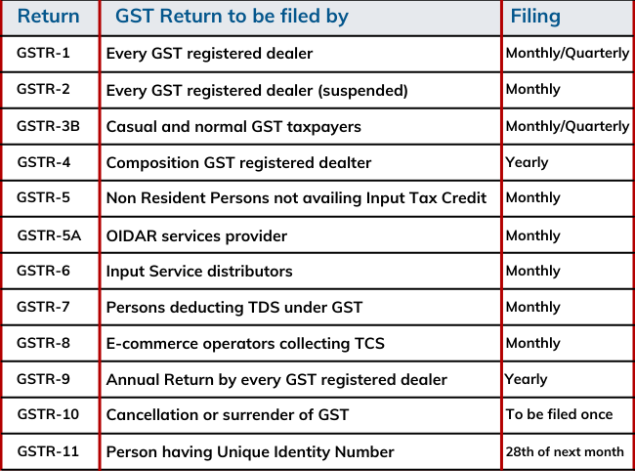 Return GST Return to be filed by Filing
GSTR-1 Every GST registered dealer Monthly/Quarterly
GSTR-2 Every GST registered dealer (suspended) Monthly
GSTR-3B Casual and normal GST taxpayers Monthly/Quarterly
GSTR-4 Composition GST registered dealter Yearly
GSTR-5 Non Resident Persons not availing Input Tax Credit Monthly
GSTR-5A OIDAR services provider Monthly
GSTR-6 Input Service distributors Monthly
GSTR-7 Persons deducting TDS under GST Monthly
GSTR-8 E-commerce operators collecting TCS Monthly
GSTR-9 Annual Return by every GST registered dealer Yearly
GSTR-10 Cancellation or surrender of GST To be filed once
GSTR-11 Person having Unique Identity Number 28th of next month